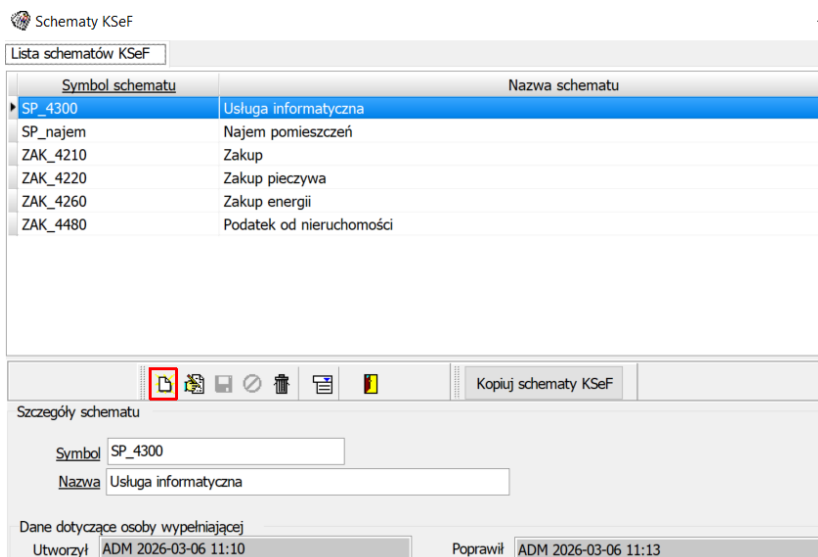 Schematy KSeF
Lista schematów KSeF
Symbol schematu Nazwa schematu
SP_4300 Usługa informatyczna
SP_najem Najem pomieszczeń
ZAK_4210 Zakup
ZAK_4220 Zakup pieczywa
ZAK_4260 Zakup energii
ZAK_4480 Podatek od nieruchomości
Kopiuj schematy KSeF
Szczegóły schematu
Symbol SP_4300
Nazwa Usługa informatyczna
Dane dotyczące osoby wypełniającej
Utworzył ADM 2026-03-06 11:10 Poprawił ADM 2026-03-06 11:13